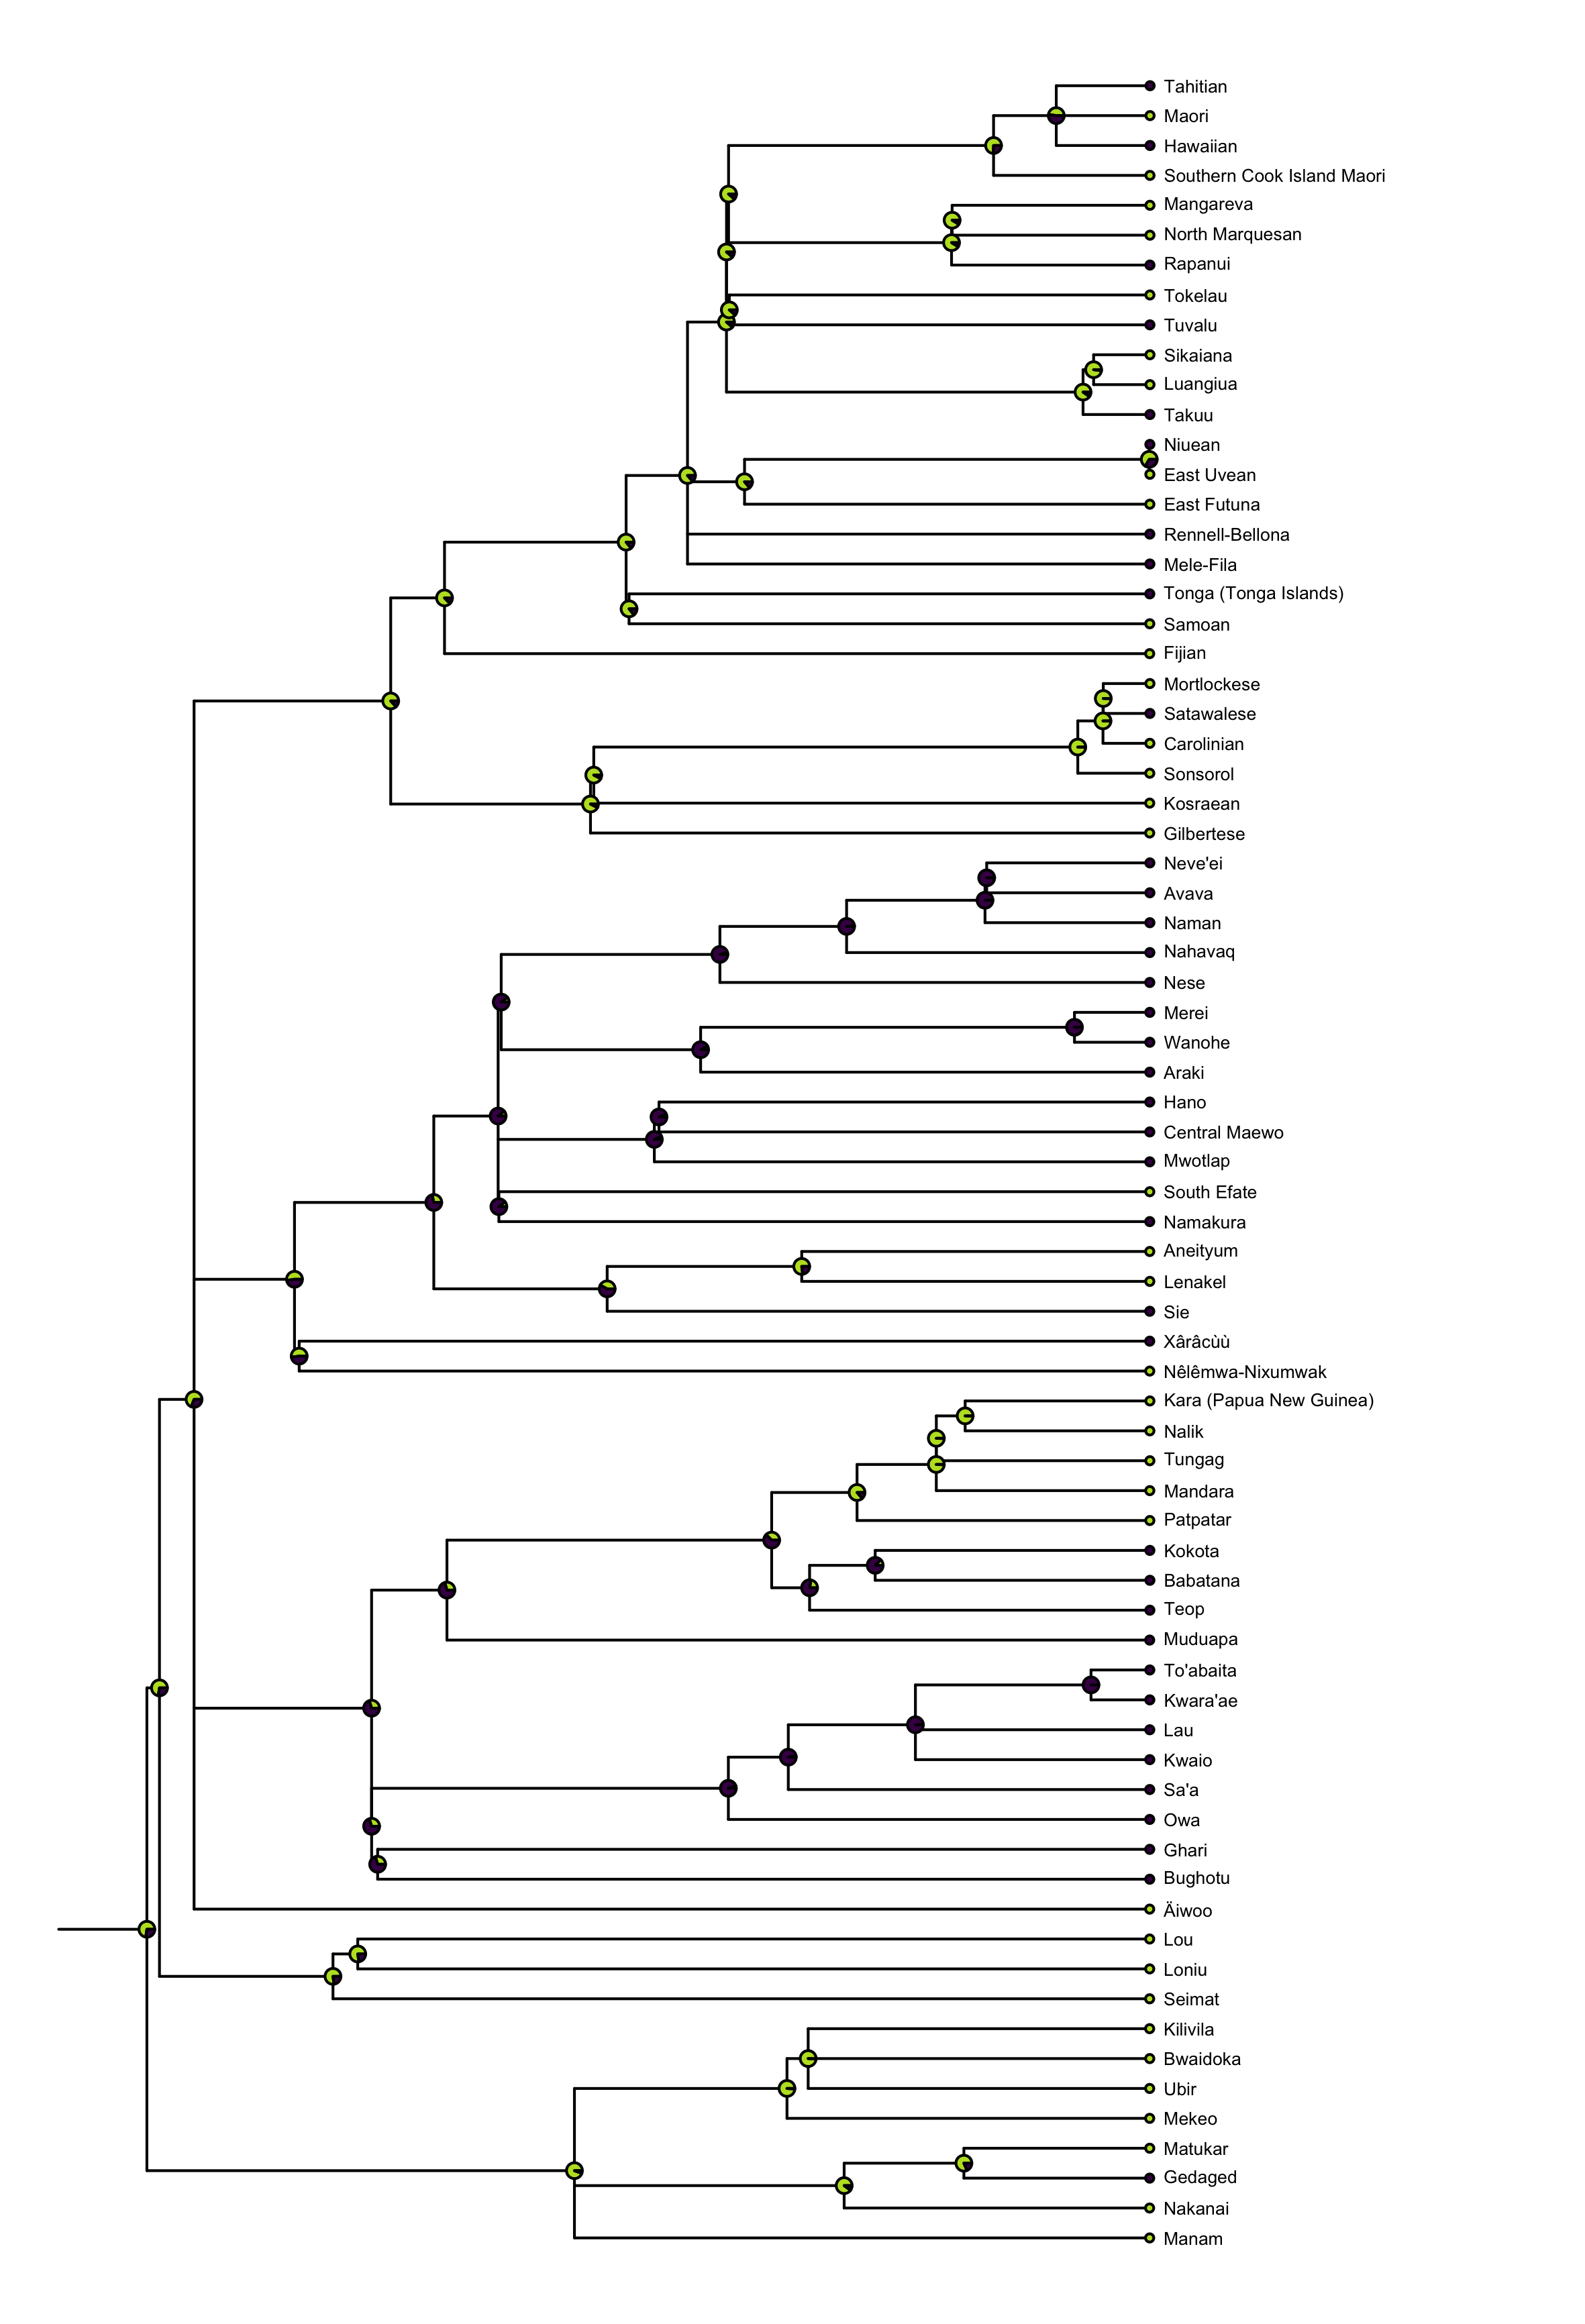 Tahitian
Maori
Hawaiian
Southern Cook Island Maori
Mangareva
North Marquesan
Rapanui
Tokelau
Tuvalu
Sikaiana
Luangiua
Takuu
Niuean
East Uvean
East Futuna
Rennell-Bellona
Mele-Fila
Tonga (Tonga Islands)
Samoan
Fijian
Mortlockese
Satawalese
Carolinian
Sonsorol
Kosraean
Gilbertese
Neve'ei
Avava
Naman
Nahavaq
Nese
Merei
Wanohe
Araki
Hano
Central Maewo
Mwotlap
South Efate
Namakura
Aneityum
Lenakel
Sie
Xârâcùù
Nêlêmwa-Nixumwak
Kara (Papua New Guinea)
Nalik
Tungag
Mandara
Patpatar
Kokota
Babatana
Teop
Muduapa
To'abaita
Kwara'ae
Lau
Kwaio
Sa'a
Owa
Ghari
Bughotu
Äiwoo
Lou
Loniu
Seimat
Kilivila
Bwaidoka
Ubir
Mekeo
Matukar
Gedaged
Nakanai
Manam